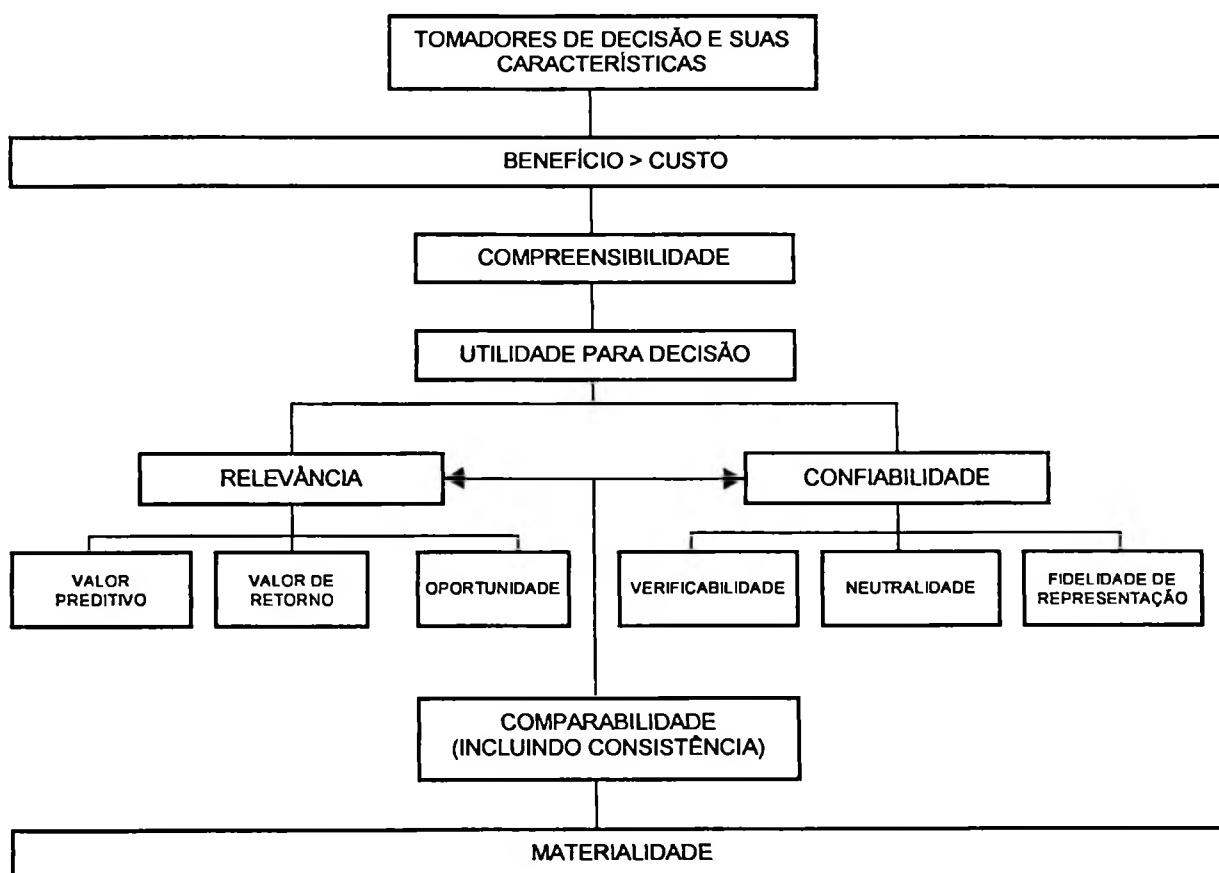 TOMADORES DE DECISÃO E SUAS
CARACTERÍSTICAS
BENEFÍCIO > CUSTO
COMPREENSIBILIDADE
UTILIDADE PARA DECISÃO
RELEVÂNCIA
CONFIABILIDADE
VALOR
PREDITIVO
VALOR DE
RETORNO
OPORTUNIDADE
VERIFICABILIDADE
NEUTRALIDADE
FIDELIDADE DE
REPRESENTAÇÃO
COMPARABILIDADE
(INCLUINDO CONSISTÊNCIA)
MATERIALIDADE